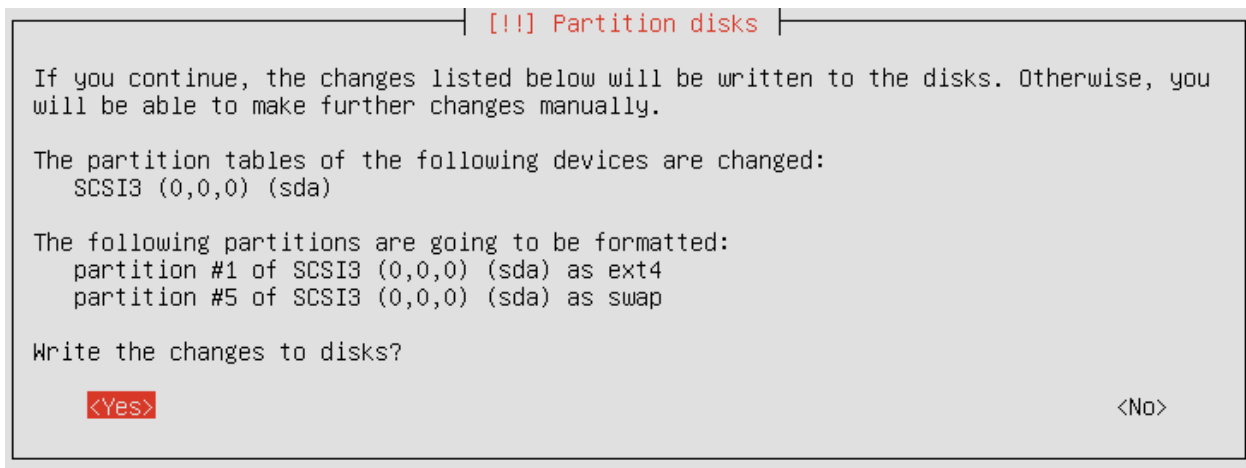 [!!] Partition disks
If you continue, the changes listed below will be written to the disks. Otherwise, you
will be able to make further changes manually.
The partition tables of the following devices are changed:
SCSI3 (0,0,0) (sda)
The following partitions are going to be formatted:
partition #1 of SCSI3 (0,0,0) (sda) as ext4
partition #5 of SCSI3 (0,0,0) (sda) as swap
Write the changes to disks?
<Yes> <No>